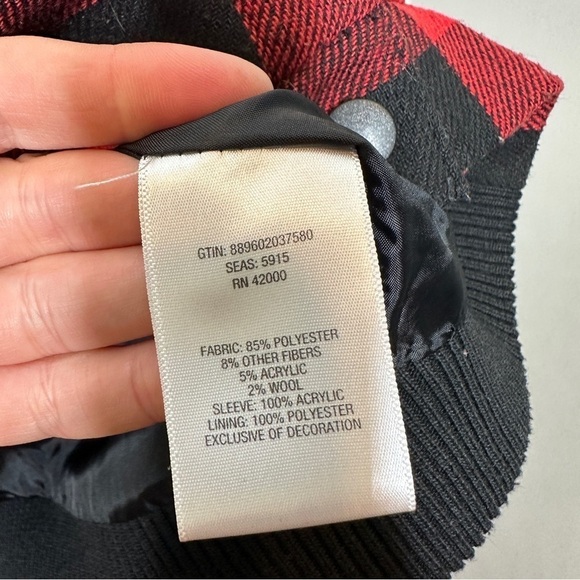 GTIN: 889602037580
SEAS: 5915
RN 42000
FABRIC: 85% POLYESTER
8% OTHER FIBERS
5% ACRYLIC
2% WOOL
SLEEVE: 100% ACRYLIC
LINING: 100% POLYESTER
EXCLUSIVE OF DECORATION